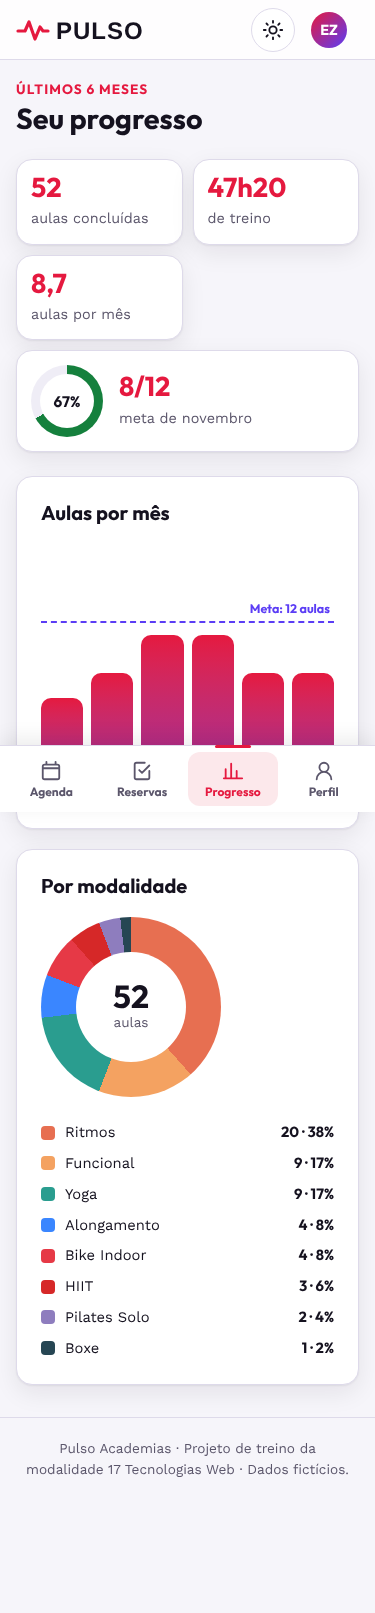 PULSO
EZ
ÚLTIMOS 6 MESES
Seu progresso
52
aulas concluídas
47h20
de treino
8,7
aulas por mês
67%
8/12
meta de novembro
Aulas por mês
Meta: 12 aulas
Agenda
Reservas
Progresso
Perfil
Por modalidade
52
aulas
Ritmos 20 · 38%
Funcional 9 · 17%
Yoga 9 · 17%
Alongamento 4 · 8%
Bike Indoor 4 · 8%
HIIT 3 · 6%
Pilates Solo 2 · 4%
Boxe 1 · 2%
Pulso Academias · Projeto de treino da
modalidade 17 Tecnologias Web · Dados fictícios.